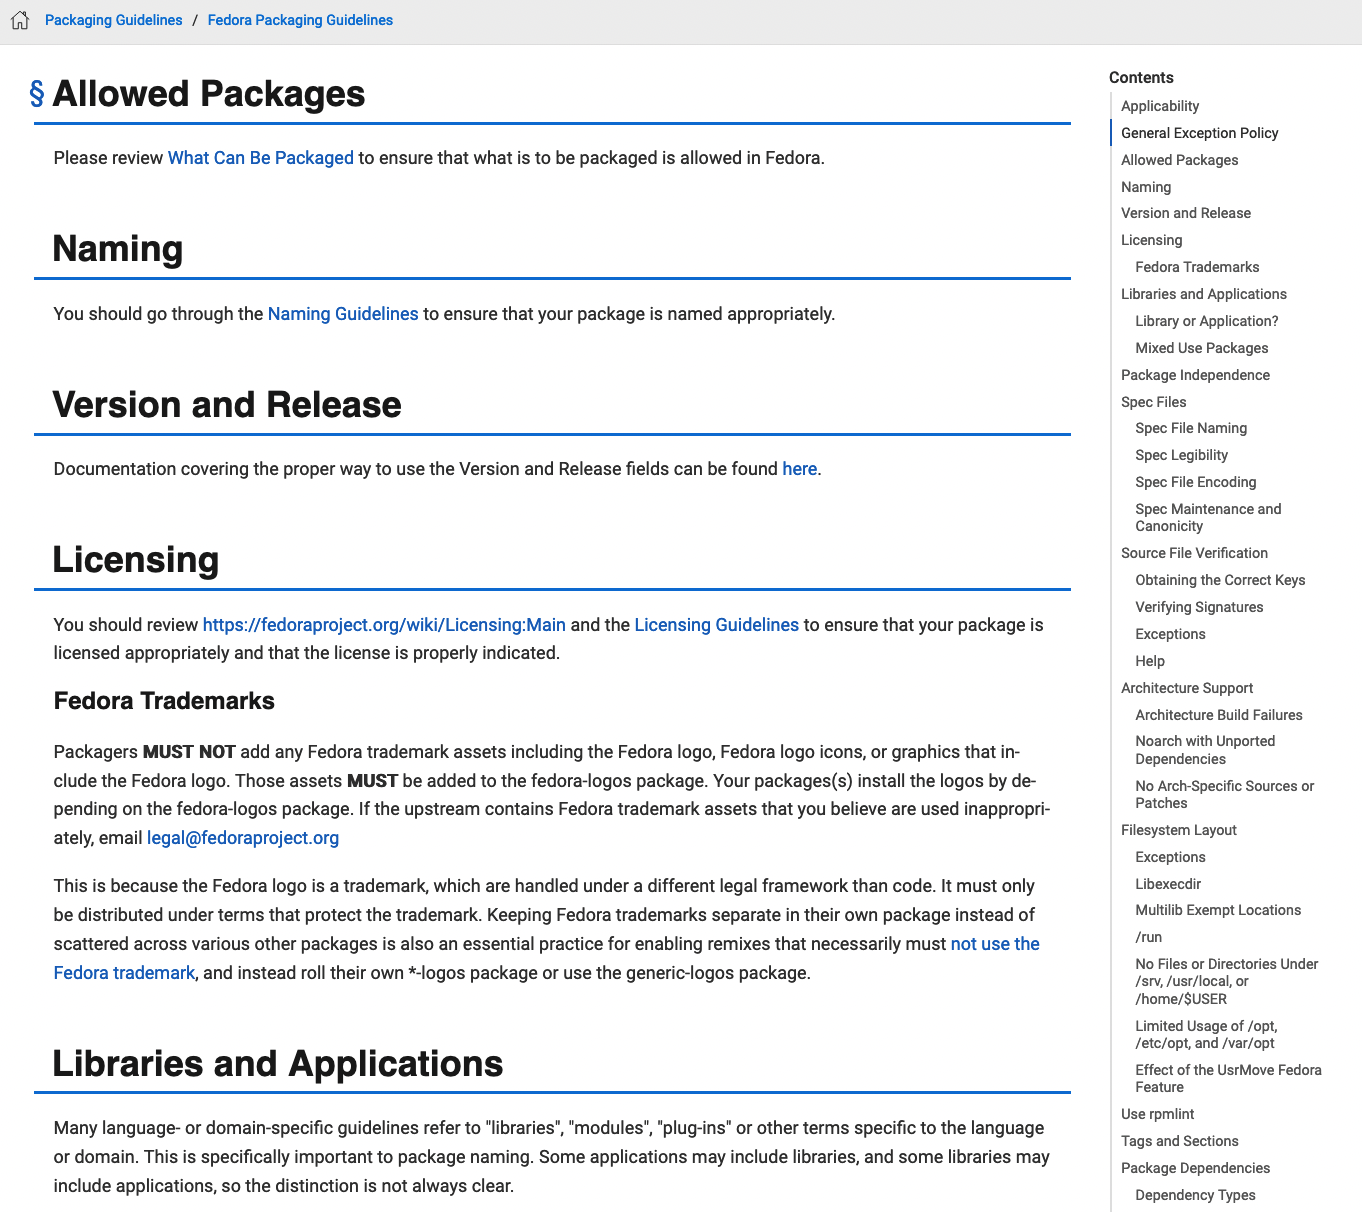 Packaging Guidelines / Fedora Packaging Guidelines
§ Allowed Packages
Please review What Can Be Packaged to ensure that what is to be packaged is allowed in Fedora.
Naming
You should go through the Naming Guidelines to ensure that your package is named appropriately.
Version and Release
Documentation covering the proper way to use the Version and Release fields can be found here.
Licensing
You should review https://fedoraproject.org/wiki/Licensing:Main and the Licensing Guidelines to ensure that your package is
licensed appropriately and that the license is properly indicated.
Fedora Trademarks
Packagers MUST NOT add any Fedora trademark assets including the Fedora logo, Fedora logo icons, or graphics that in-
clude the Fedora logo. Those assets MUST be added to the fedora-logos package. Your packages(s) install the logos by de-
pending on the fedora-logos package. If the upstream contains Fedora trademark assets that you believe are used inappropri-
ately, email legal@fedoraproject.org
This is because the Fedora logo is a trademark, which are handled under a different legal framework than code. It must only
be distributed under terms that protect the trademark. Keeping Fedora trademarks separate in their own package instead of
scattered across various other packages is also an essential practice for enabling remixes that necessarily must not use the
Fedora trademark, and instead roll their own *-logos package or use the generic-logos package.
Libraries and Applications
Many language- or domain-specific guidelines refer to "libraries", "modules", "plug-ins" or other terms specific to the language
or domain. This is specifically important to package naming. Some applications may include libraries, and some libraries may
include applications, so the distinction is not always clear.
Contents
Applicability
General Exception Policy
Allowed Packages
Naming
Version and Release
Licensing
Fedora Trademarks
Libraries and Applications
Library or Application?
Mixed Use Packages
Package Independence
Spec Files
Spec File Naming
Spec Legibility
Spec File Encoding
Spec Maintenance and
Canonicity
Source File Verification
Obtaining the Correct Keys
Verifying Signatures
Exceptions
Help
Architecture Support
Architecture Build Failures
Noarch with Unported
Dependencies
No Arch-Specific Sources or
Patches
Filesystem Layout
Exceptions
Libexecdir
Multilib Exempt Locations
/run
No Files or Directories Under
/srv, /usr/local, or
/home/$USER
Limited Usage of /opt,
/etc/opt, and /var/opt
Effect of the UsrMove Fedora
Feature
Use rpmlint
Tags and Sections
Package Dependencies
Dependency Types